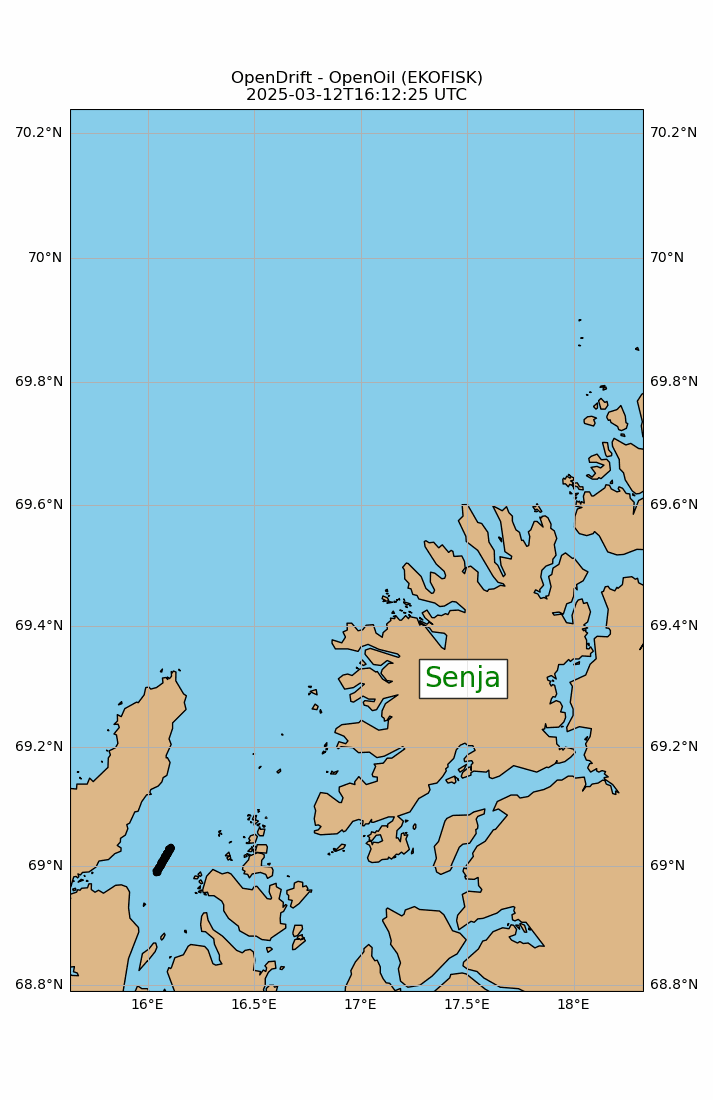 OpenDrift - OpenOil (EKOFISK)
2025-03-12T16:12:25 UTC
70.2°N 70.2°N
70°N 70°N
69.8°N 69.8°N
69.6°N 69.6°N
69.4°N 69.4°N
Senja
69.2°N 69.2°N
69°N 69°N
68.8°N 68.8°N
16°E 16.5°E 17°E 17.5°E 18°E